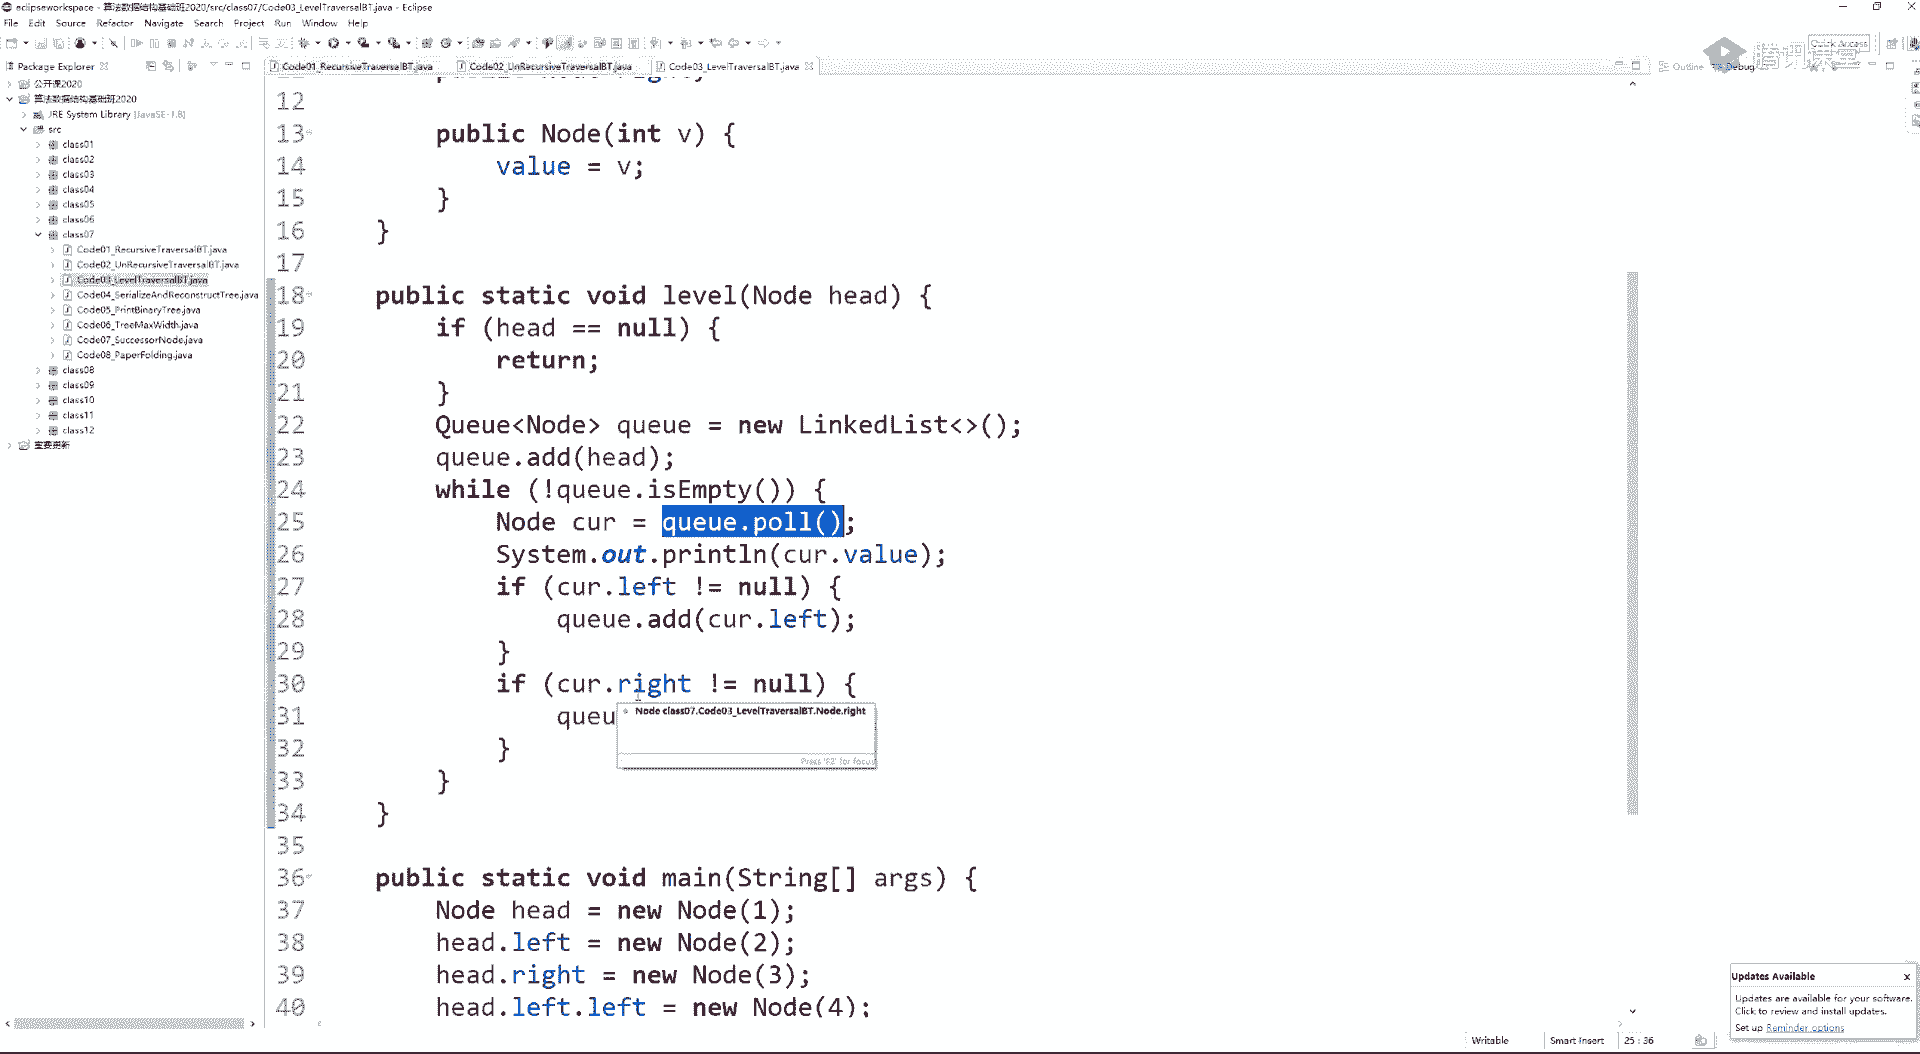 eclipseworkspace - 算法数据结构基础班2020/src/class07/Code03_LevelTraversalBT.java - Eclipse
File Edit Source Refactor Navigate Search Project Run Window Help
Quick Access
腾讯课堂
Package Explorer
Code01_RecursiveTraversalBT.java
Code02_UnRecursiveTraversalBT.java
Code03_LevelTraversalBT.java
Outline
Debug
公开课2020
算法数据结构基础班2020
JRE System Library [JavaSE-1.8]
src
class01
class02
class03
class04
class05
class06
class07
Code01_RecursiveTraversalBT.java
Code02_UnRecursiveTraversalBT.java
Code03_LevelTraversalBT.java
Code04_SerializeAndReconstructTree.java
Code05_PrintBinaryTree.java
Code06_TreeMaxWidth.java
Code07_SuccessorNode.java
Code08_PaperFolding.java
class08
class09
class10
class11
class12
12
13 public Node(int v) {
14 value = v;
15 }
16 }
17
18 public static void level(Node head) {
19 if (head == null) {
20 return;
21 }
22 Queue<Node> queue = new LinkedList<>();
23 queue.add(head);
24 while (!queue.isEmpty()) {
25 Node cur = queue.poll();
26 System.out.println(cur.value);
27 if (cur.left != null) {
28 queue.add(cur.left);
29 }
30 if (cur.right != null) {
31 queu
Node class07.Code03_LevelTraversalBT.Node.right
Press 'F2' for focus
32 }
33 }
34 }
35
36 public static void main(String[] args) {
37 Node head = new Node(1);
38 head.left = new Node(2);
39 head.right = new Node(3);
40 head.left.left = new Node(4);
Updates Available
Updates are available for your software.
Click to review and install updates.
Set up Reminder options
Writable
Smart Insert
25 : 36